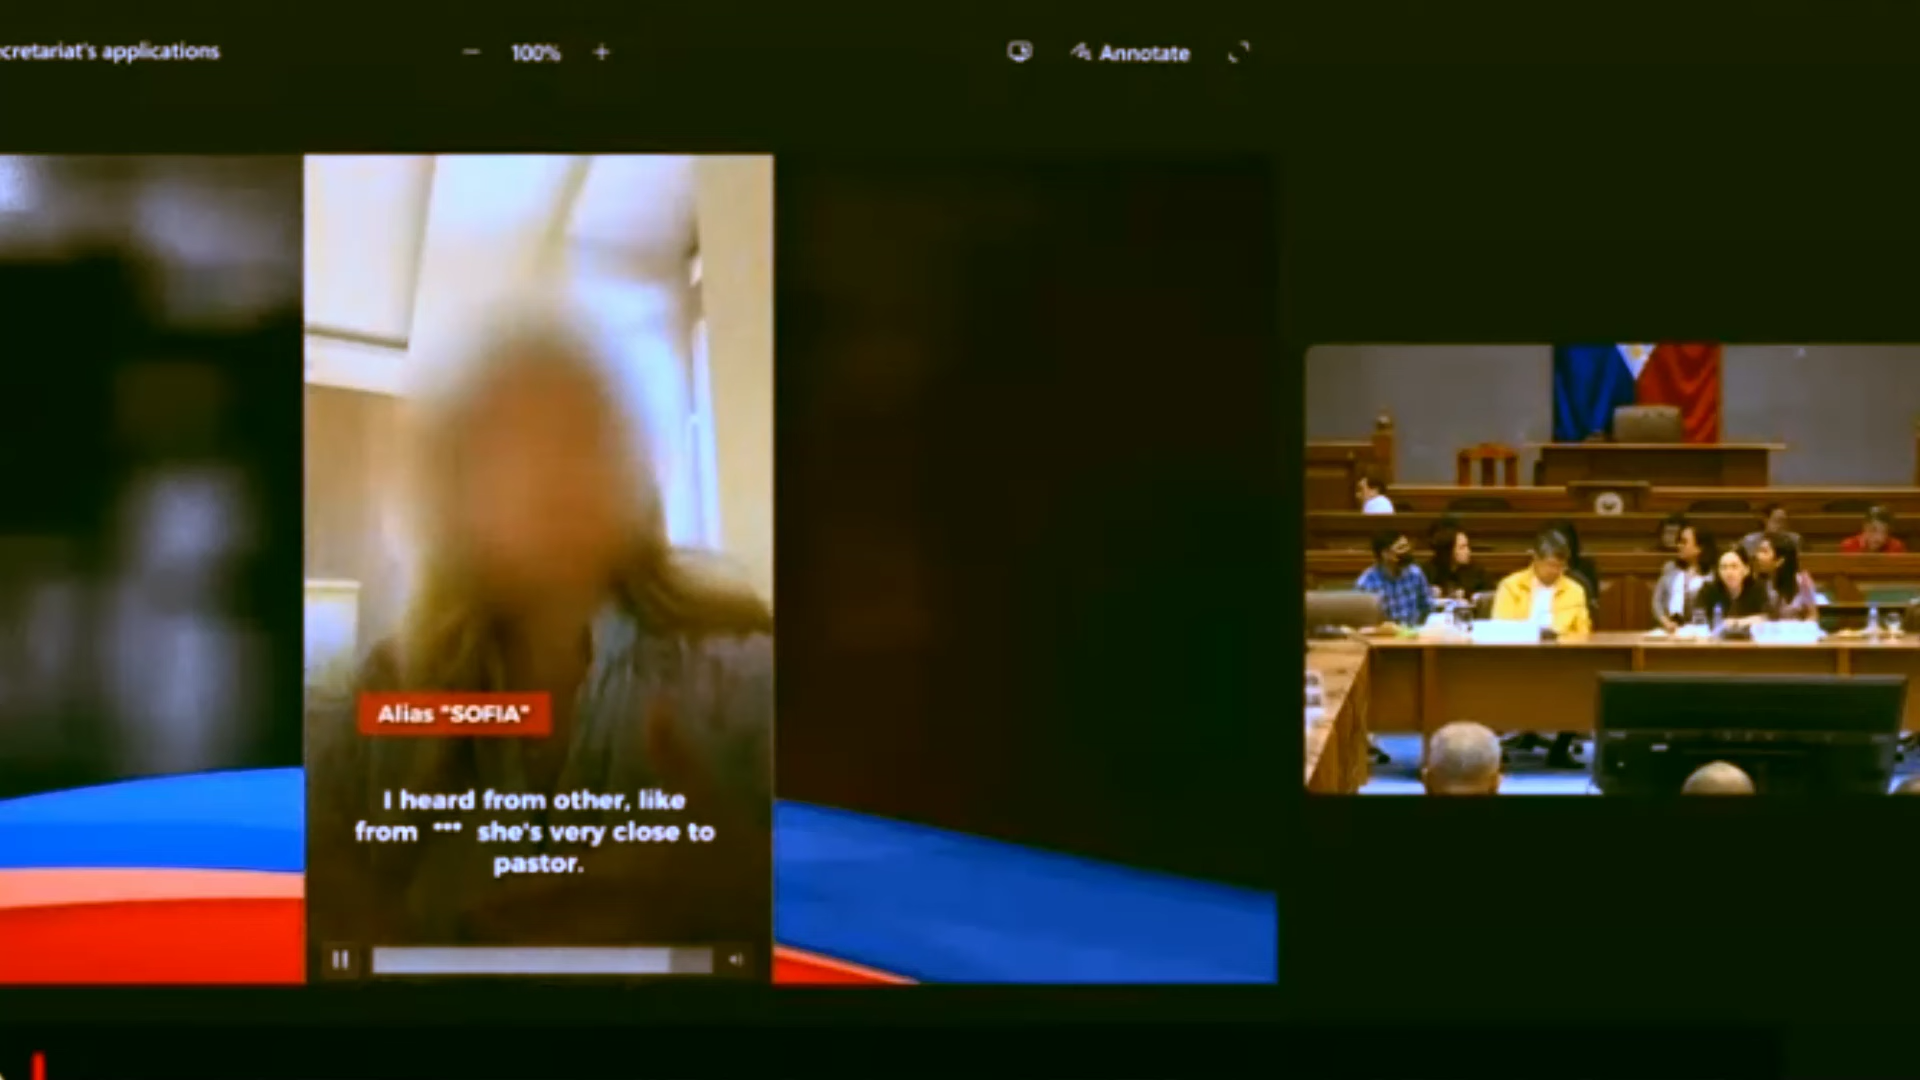 cretariat's applications
100%
Annotate
Alias "SOFIA"
I heard from other, like
from *** she's very close to
pastor.